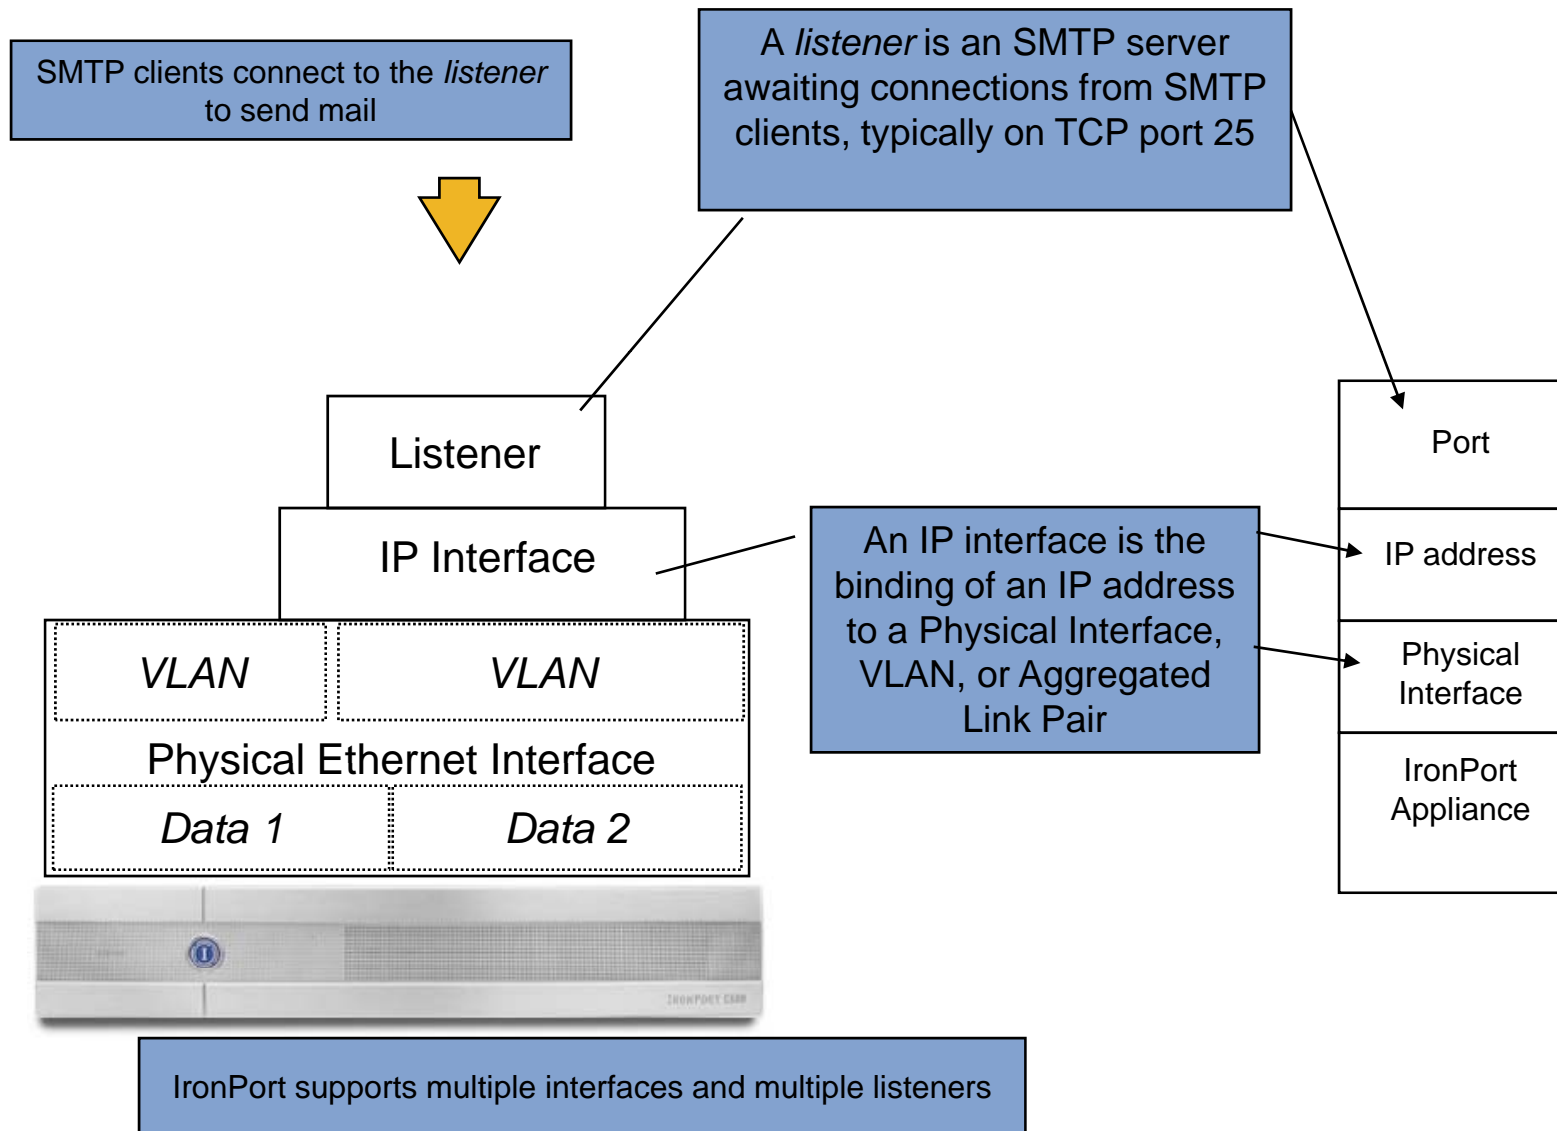 SMTP clients connect to the listener
to send mail
A listener is an SMTP server
awaiting connections from SMTP
clients, typically on TCP port 25
Listener
IP Interface
VLAN VLAN
Physical Ethernet Interface
Data 1 Data 2
An IP interface is the
binding of an IP address
to a Physical Interface,
VLAN, or Aggregated
Link Pair
Port
IP address
Physical
Interface
IronPort
Appliance
IronPort supports multiple interfaces and multiple listeners